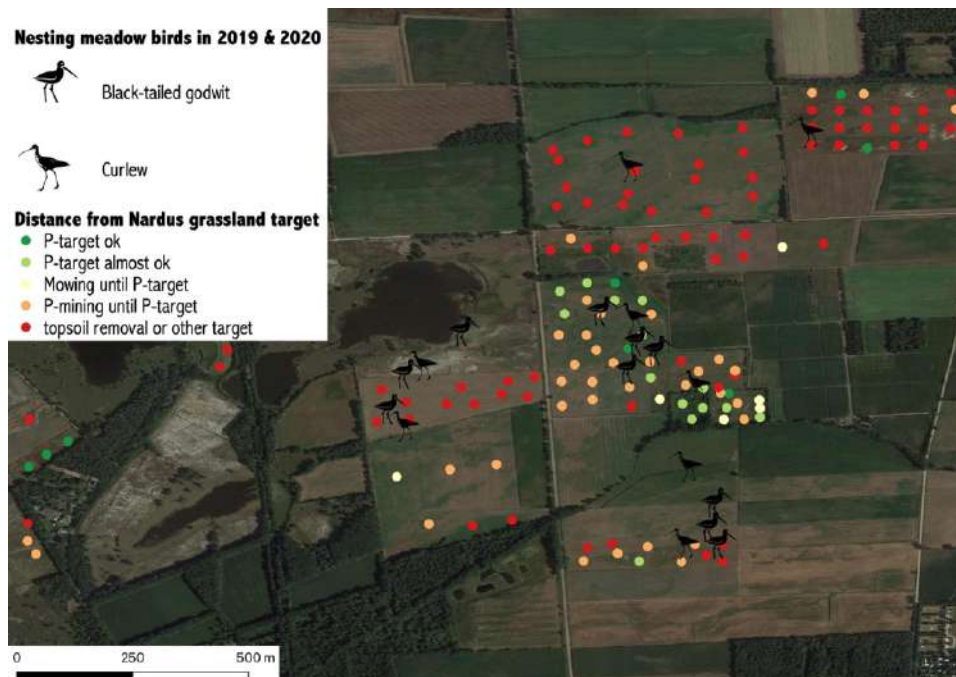 Nesting meadow birds in 2019 & 2020
Black-tailed godwit
Curlew
Distance from Nardus grassland target
P-target ok
P-target almost ok
Mowing until P-target
P-mining until P-target
topsoil removal or other target
0 250 500 m